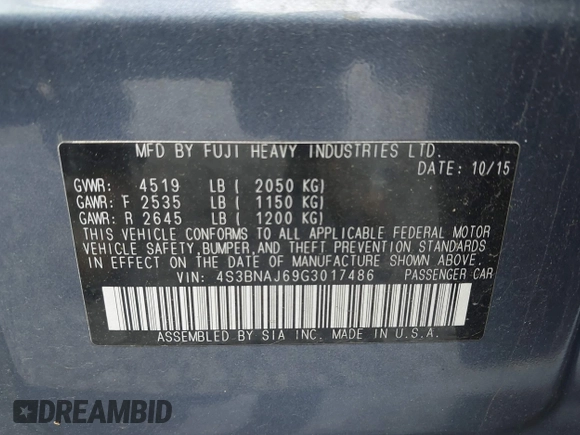 MFD BY FUJI HEAVY INDUSTRIES LTD.
DATE: 10/15
GVWR: 4519 LB ( 2050 KG)
GAWR: F 2535 LB ( 1150 KG)
GAWR: R 2645 LB ( 1200 KG)
THIS VEHICLE CONFORMS TO ALL APPLICABLE FEDERAL MOTOR
VEHICLE SAFETY, BUMPER, AND THEFT PREVENTION STANDARDS
IN EFFECT ON THE DATE OF MANUFACTURE SHOWN ABOVE.
VIN: 4S3BNAJ69G3017486 PASSENGER CAR
ASSEMBLED BY SIA INC. MADE IN U.S.A.
DREAMBID